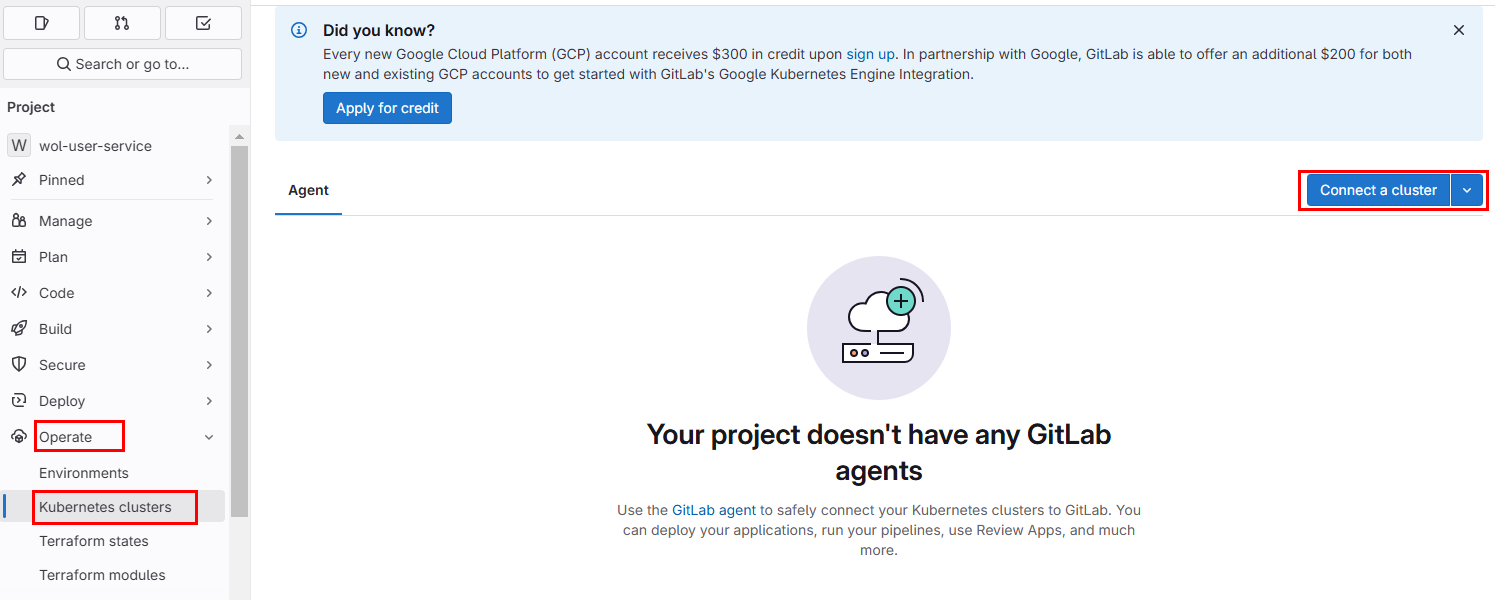 Search or go to...
Project
W wol-user-service
Pinned
Manage
Plan
Code
Build
Secure
Deploy
Operate
Environments
Kubernetes clusters
Terraform states
Terraform modules
Did you know?
Every new Google Cloud Platform (GCP) account receives $300 in credit upon sign up. In partnership with Google, GitLab is able to offer an additional $200 for both
new and existing GCP accounts to get started with GitLab's Google Kubernetes Engine Integration.
Apply for credit
Agent
Connect a cluster
Your project doesn't have any GitLab
agents
Use the GitLab agent to safely connect your Kubernetes clusters to GitLab. You
can deploy your applications, run your pipelines, use Review Apps, and much
more.